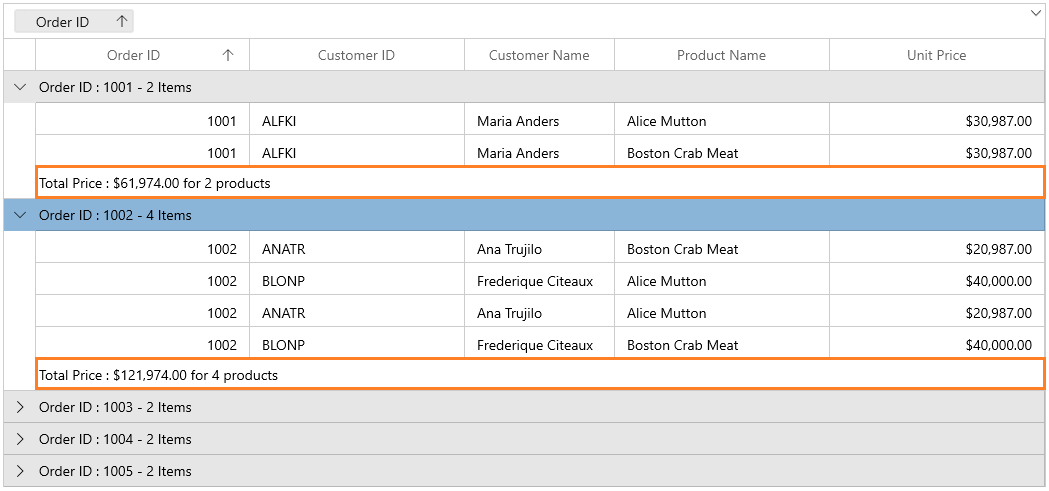 Order ID
Order ID Customer ID Customer Name Product Name Unit Price
Order ID : 1001 - 2 Items
1001 ALFKI Maria Anders Alice Mutton $30,987.00
1001 ALFKI Maria Anders Boston Crab Meat $30,987.00
Total Price : $61,974.00 for 2 products
Order ID : 1002 - 4 Items
1002 ANATR Ana Trujilo Boston Crab Meat $20,987.00
1002 BLONP Frederique Citeaux Alice Mutton $40,000.00
1002 ANATR Ana Trujilo Alice Mutton $20,987.00
1002 BLONP Frederique Citeaux Boston Crab Meat $40,000.00
Total Price : $121,974.00 for 4 products
Order ID : 1003 - 2 Items
Order ID : 1004 - 2 Items
Order ID : 1005 - 2 Items